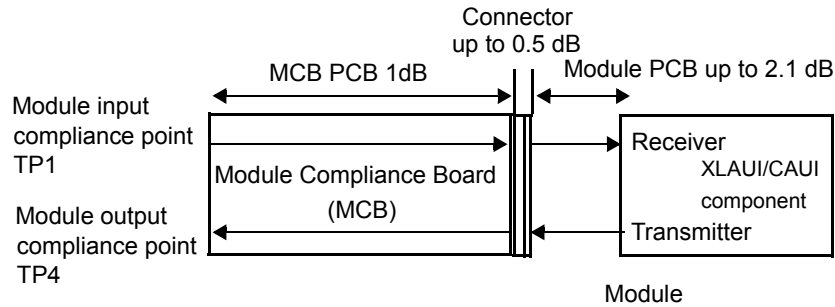 Connector
up to 0.5 dB
MCB PCB 1dB
Module PCB up to 2.1 dB
Module input
compliance point
TP1
Receiver
XLAUI/CAUI
component
Transmitter
Module Compliance Board
(MCB)
Module output
compliance point
TP4
Module